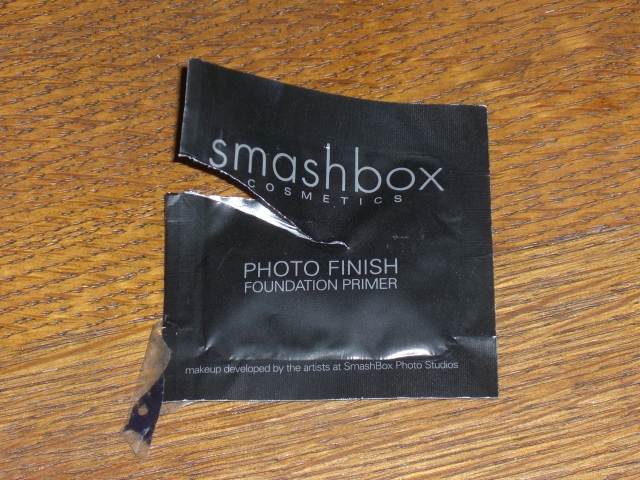 smashbox
COSMETICS
PHOTO FINISH
FOUNDATION PRIMER
makeup developed by the artists at SmashBox Photo Studios